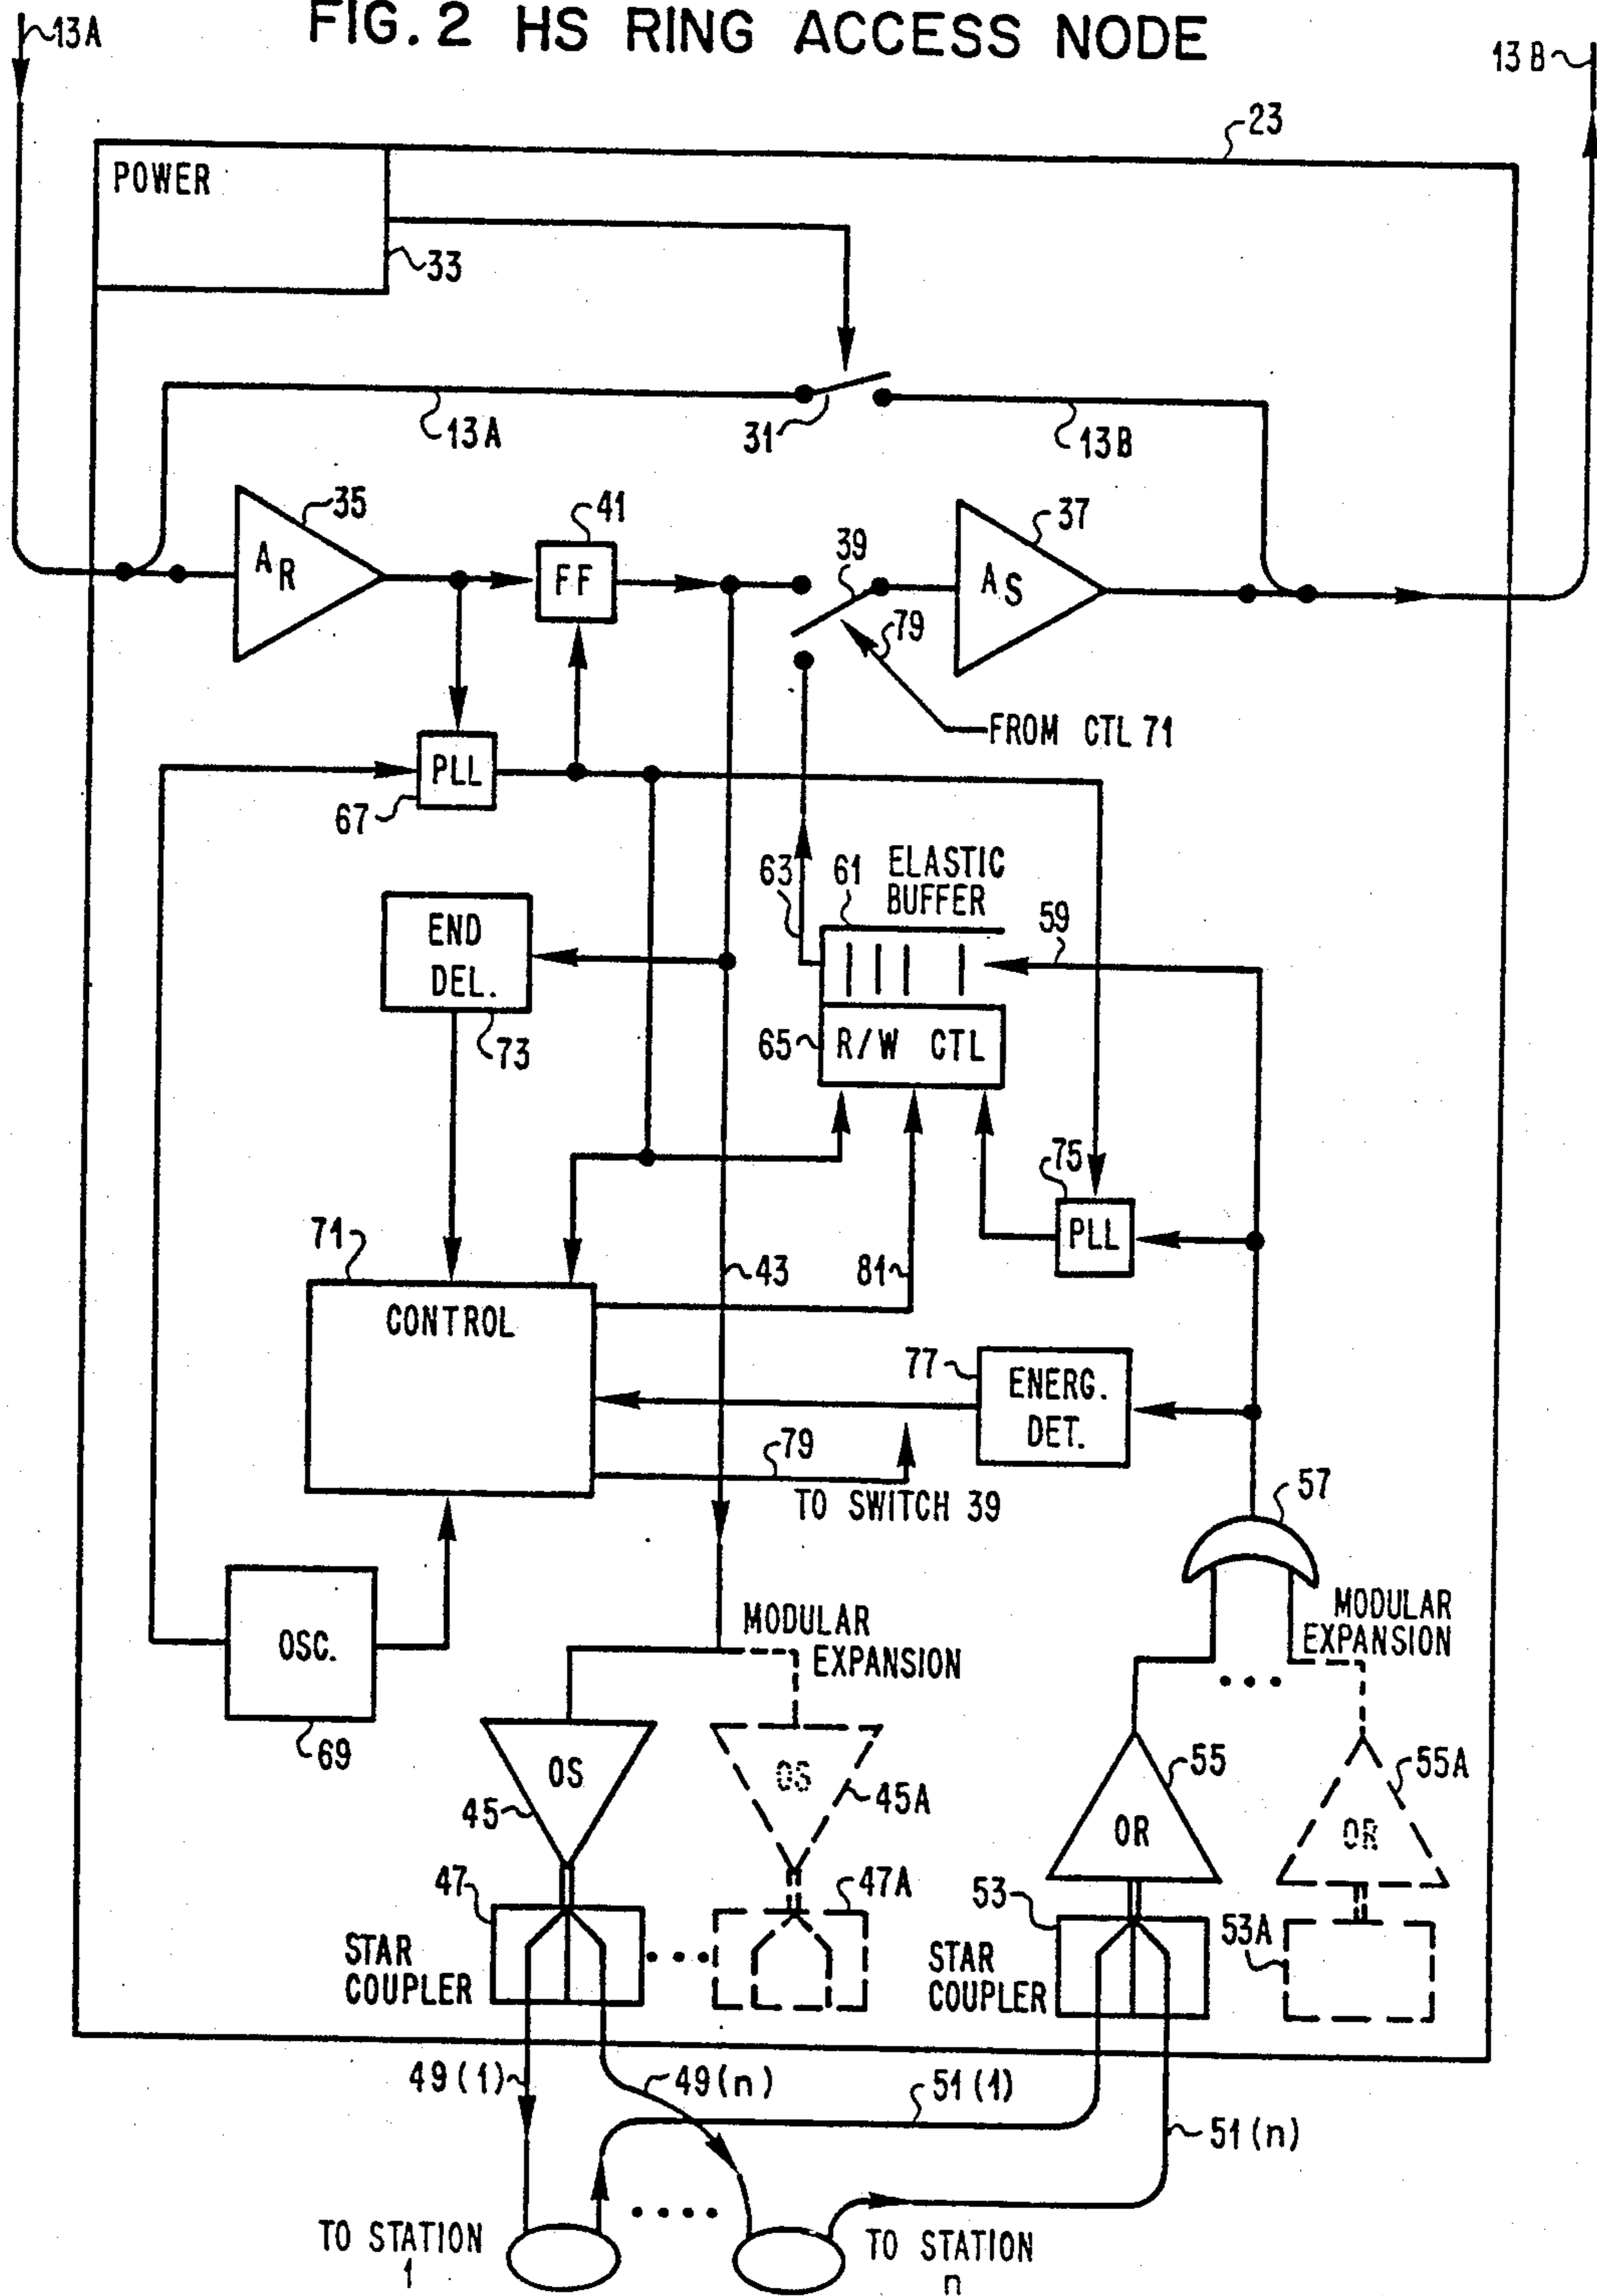 FIG. 2 HS RING ACCESS NODE
13A
13B
23
POWER
33
13A
31
13B
35
41
37
39
AR
FF
AS
79
FROM CTL 71
PLL
67
63
61
ELASTIC
BUFFER
59
END
DEL.
73
65
R/W CTL
75
PLL
71
43
81
CONTROL
77
ENERG.
DET.
79
TO SWITCH 39
57
OSC.
69
MODULAR
EXPANSION
MODULAR
EXPANSION
OS
45
OS
45A
OR
55
OR
55A
47
47A
53
53A
STAR
COUPLER
STAR
COUPLER
49(1)
49(n)
51(1)
51(n)
TO STATION
1
TO STATION
n